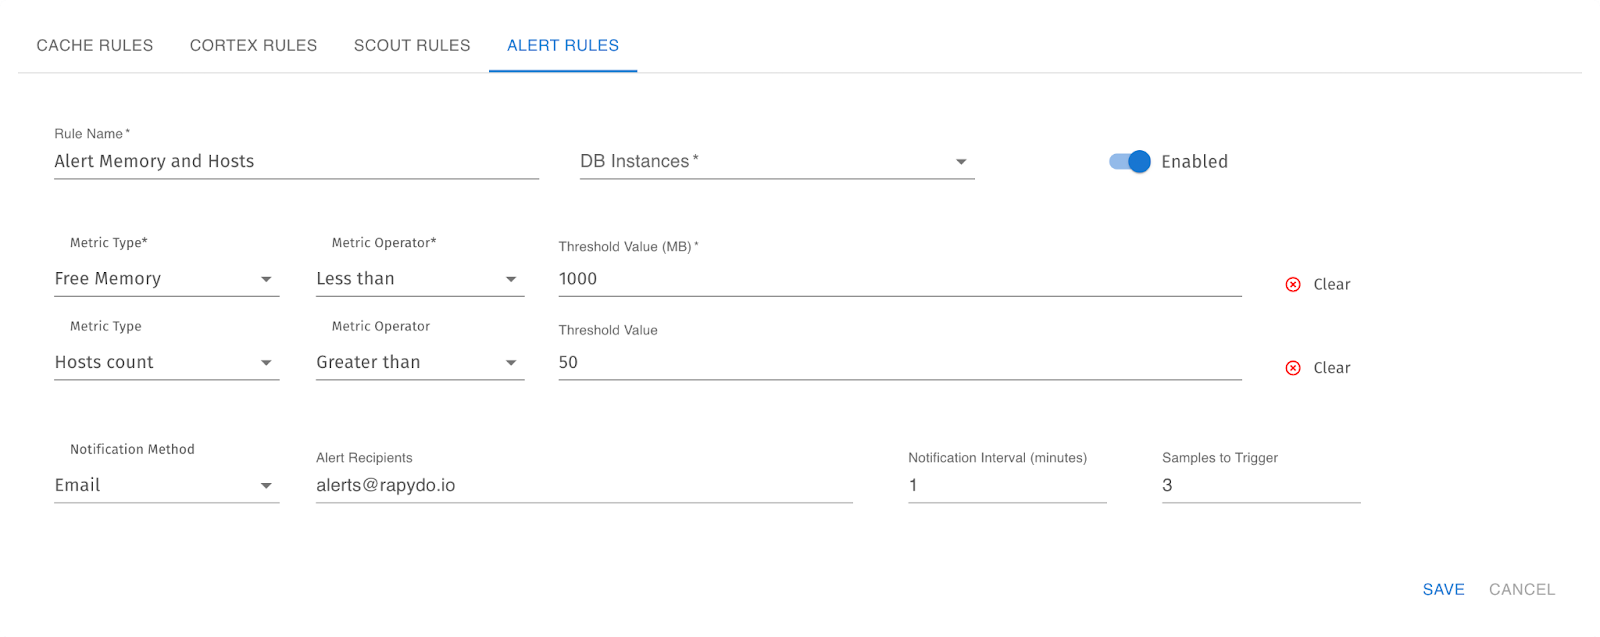 CACHE RULES CORTEX RULES SCOUT RULES ALERT RULES
Rule Name*
Alert Memory and Hosts
DB Instances*
Enabled
Metric Type* Metric Operator* Threshold Value (MB)*
Free Memory Less than 1000 Clear
Metric Type Metric Operator Threshold Value
Hosts count Greater than 50 Clear
Notification Method Alert Recipients Notification Interval (minutes) Samples to Trigger
Email alerts@rapydo.io 1 3
SAVE CANCEL